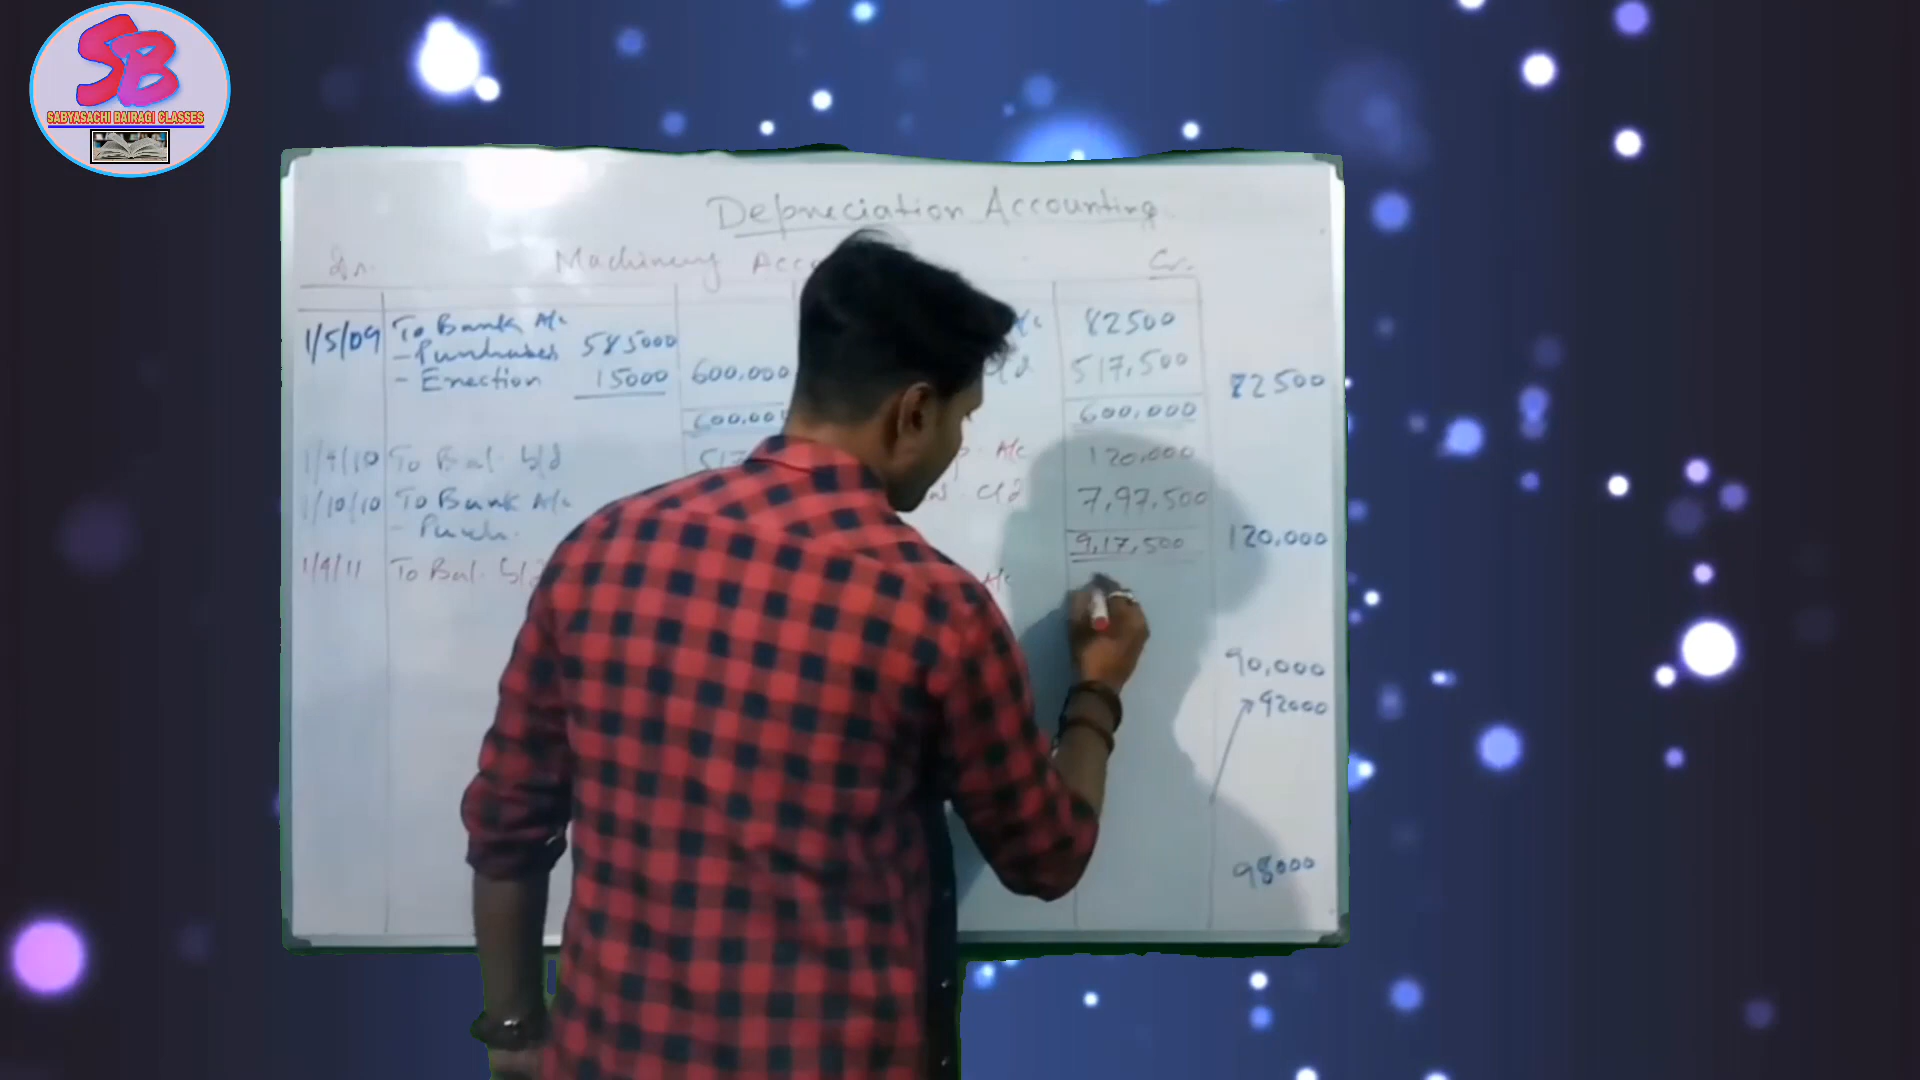 SB
SABYASACHI BAIRAGI CLASSES
Depreciation Accounting
Dr. Machinery Cr.
1/5/09 To Bank A/c
- Purchases 585000
- Erection 15000 600,000
600,000
1/4/10 To Bal. b/d 517
1/10/10 To Bank A/c
- Purch.
1/4/11 To Bal. b/d
A/c 82500
c/d 517,500
600,000
A/c 120,000
c/d 7,97,500
9,17,500
A/c
82500
120,000
90,000
92000
98000